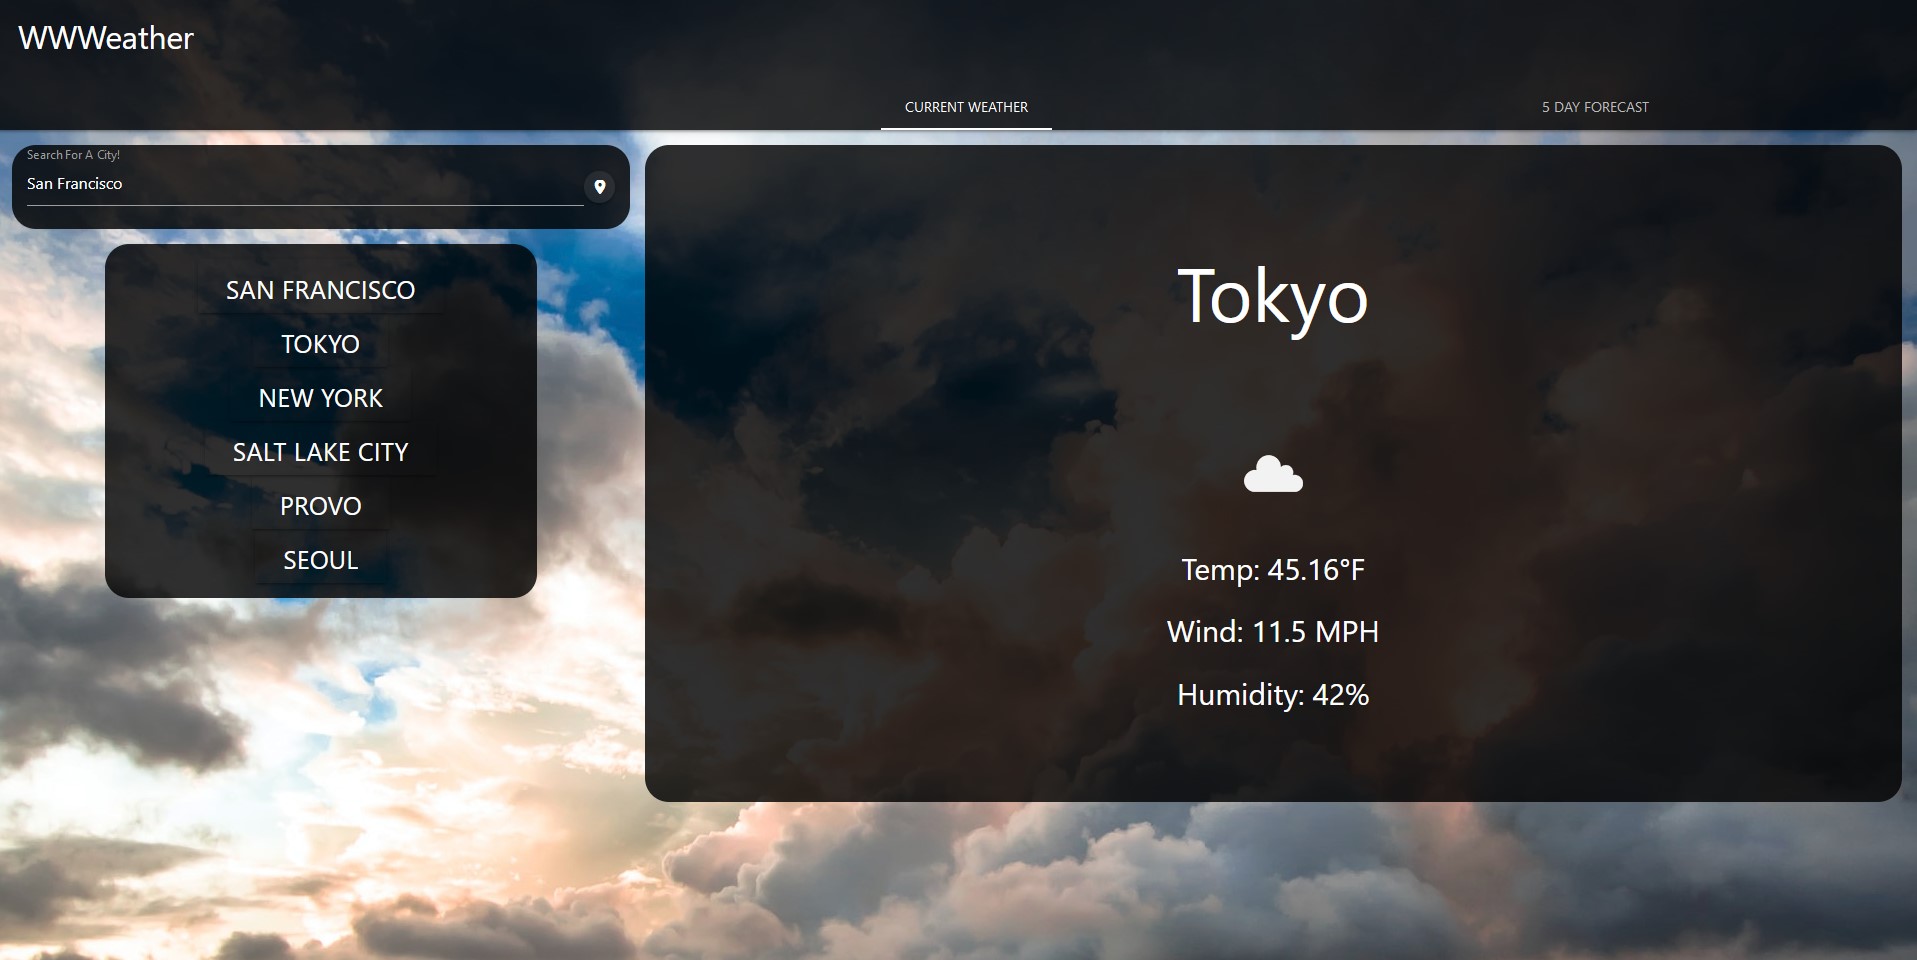 WWWeather
CURRENT WEATHER
5 DAY FORECAST
Search For A City!
San Francisco
SAN FRANCISCO
TOKYO
NEW YORK
SALT LAKE CITY
PROVO
SEOUL
Tokyo
Temp: 45.16°F
Wind: 11.5 MPH
Humidity: 42%